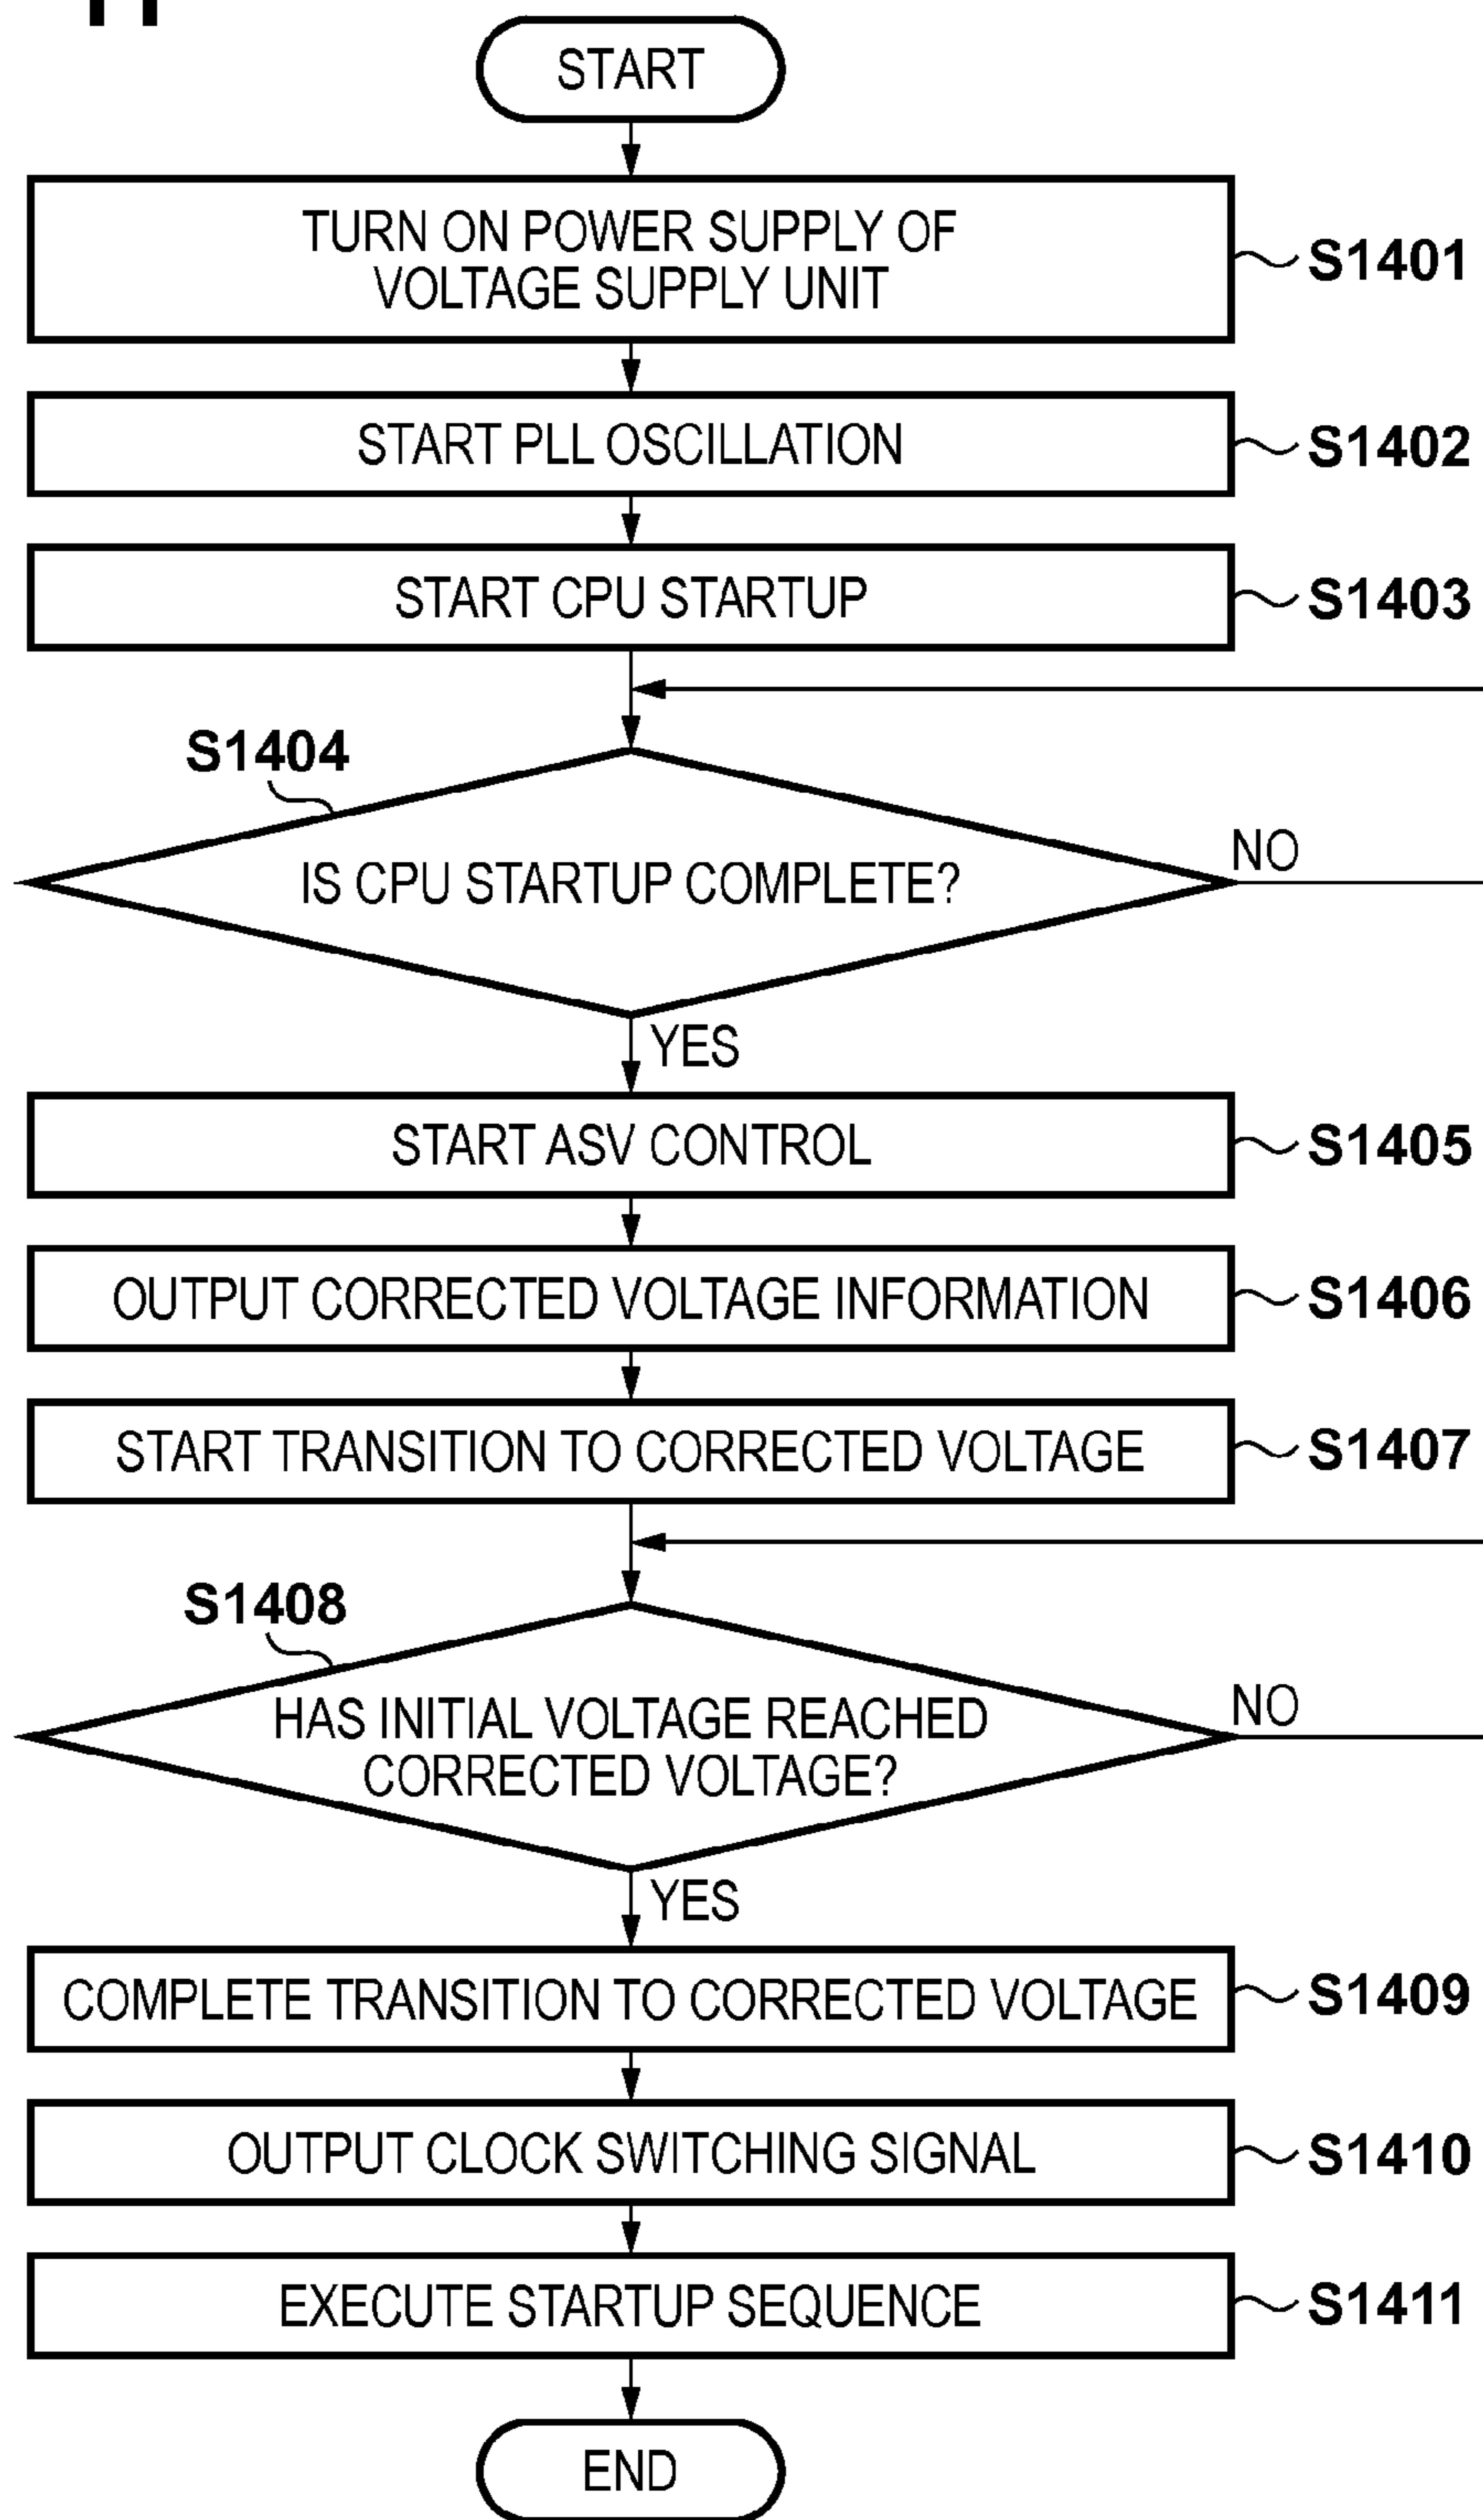 START
TURN ON POWER SUPPLY OF
VOLTAGE SUPPLY UNIT
S1401
START PLL OSCILLATION
S1402
START CPU STARTUP
S1403
S1404
IS CPU STARTUP COMPLETE?
NO
YES
START ASV CONTROL
S1405
OUTPUT CORRECTED VOLTAGE INFORMATION
S1406
START TRANSITION TO CORRECTED VOLTAGE
S1407
S1408
HAS INITIAL VOLTAGE REACHED
CORRECTED VOLTAGE?
NO
YES
COMPLETE TRANSITION TO CORRECTED VOLTAGE
S1409
OUTPUT CLOCK SWITCHING SIGNAL
S1410
EXECUTE STARTUP SEQUENCE
S1411
END